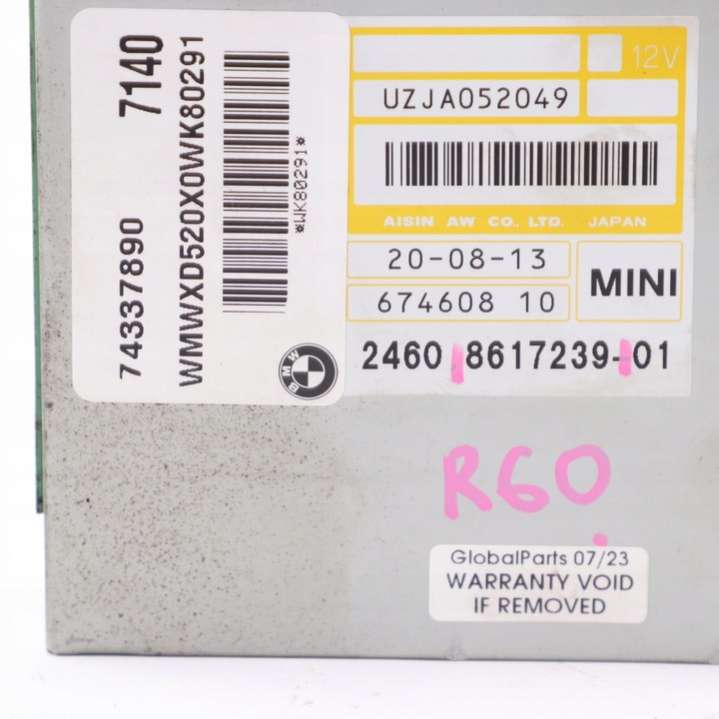 74337890 7140
WMWXD520X0WK80291
*WK80291*
BMW
12V
UZJA052049
AISIN AW CO., LTD. JAPAN
20-08-13
674608 10
MINI
2460 8617239-01
R60
GlobalParts 07/23
WARRANTY VOID
IF REMOVED